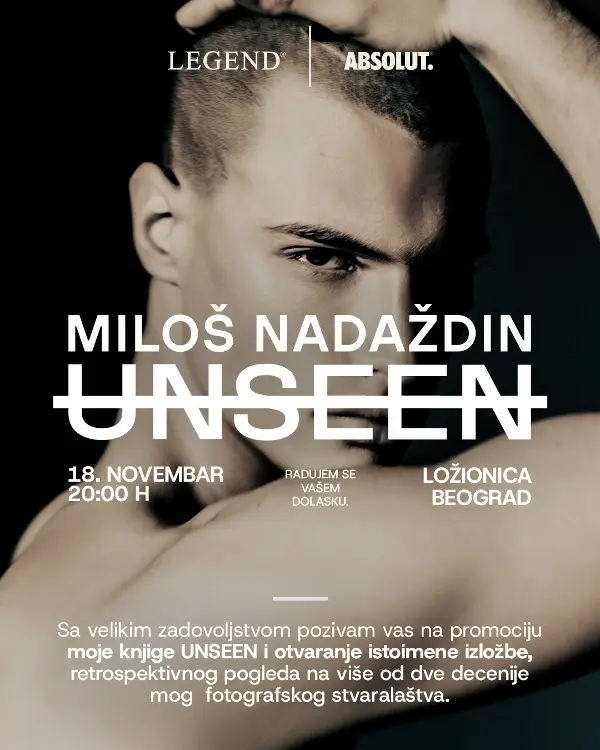 LEGEND®
ABSOLUT.
MILOŠ NADAŽDIN
UNSEEN
18. NOVEMBAR
20:00 H
RADUJEM SE
VAŠEM
DOLASKU.
LOŽIONICA
BEOGRAD
Sa velikim zadovoljstvom pozivam vas na promociju
moje knjige UNSEEN i otvaranje istoimene izložbe,
retrospektivnog pogleda na više od dve decenije
mog fotografskog stvaralaštva.